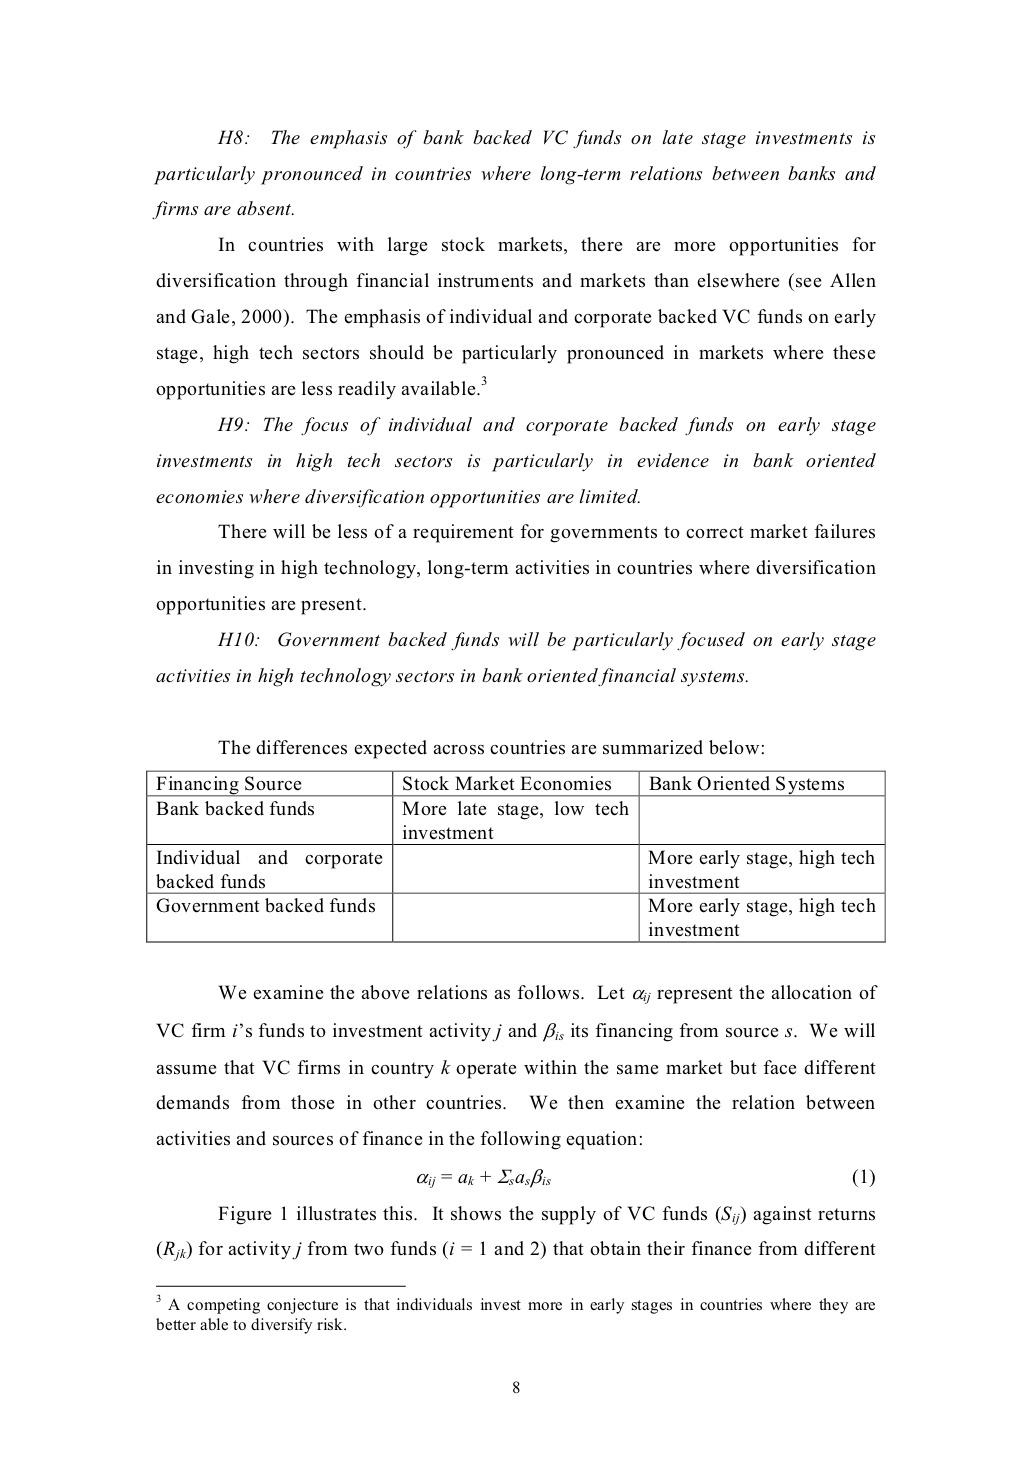 H8: The emphasis of bank backed VC funds on late stage investments is
particularly pronounced in countries where long-term relations between banks and
firms are absent.
In countries with large stock markets, there are more opportunities for
diversification through financial instruments and markets than elsewhere (see Allen
and Gale, 2000). The emphasis of individual and corporate backed VC funds on early
stage, high tech sectors should be particularly pronounced in markets where these
opportunities are less readily available.3
H9: The focus of individual and corporate backed funds on early stage
investments in high tech sectors is particularly in evidence in bank oriented
economies where diversification opportunities are limited.
There will be less of a requirement for governments to correct market failures
in investing in high technology, long-term activities in countries where diversification
opportunities are present.
H10: Government backed funds will be particularly focused on early stage
activities in high technology sectors in bank oriented financial systems.
The differences expected across countries are summarized below:
Financing Source Stock Market Economies Bank Oriented Systems
Bank backed funds More late stage, low tech
investment
Individual and corporate More early stage, high tech
backed funds investment
Government backed funds More early stage, high tech
investment
We examine the above relations as follows. Let αij represent the allocation of
VC firm i’s funds to investment activity j and βis its financing from source s. We will
assume that VC firms in country k operate within the same market but face different
demands from those in other countries. We then examine the relation between
activities and sources of finance in the following equation:
αij = ak + Σsasβis (1)
Figure 1 illustrates this. It shows the supply of VC funds (Sij) against returns
(Rjk) for activity j from two funds (i = 1 and 2) that obtain their finance from different
3 A competing conjecture is that individuals invest more in early stages in countries where they are
better able to diversify risk.
8